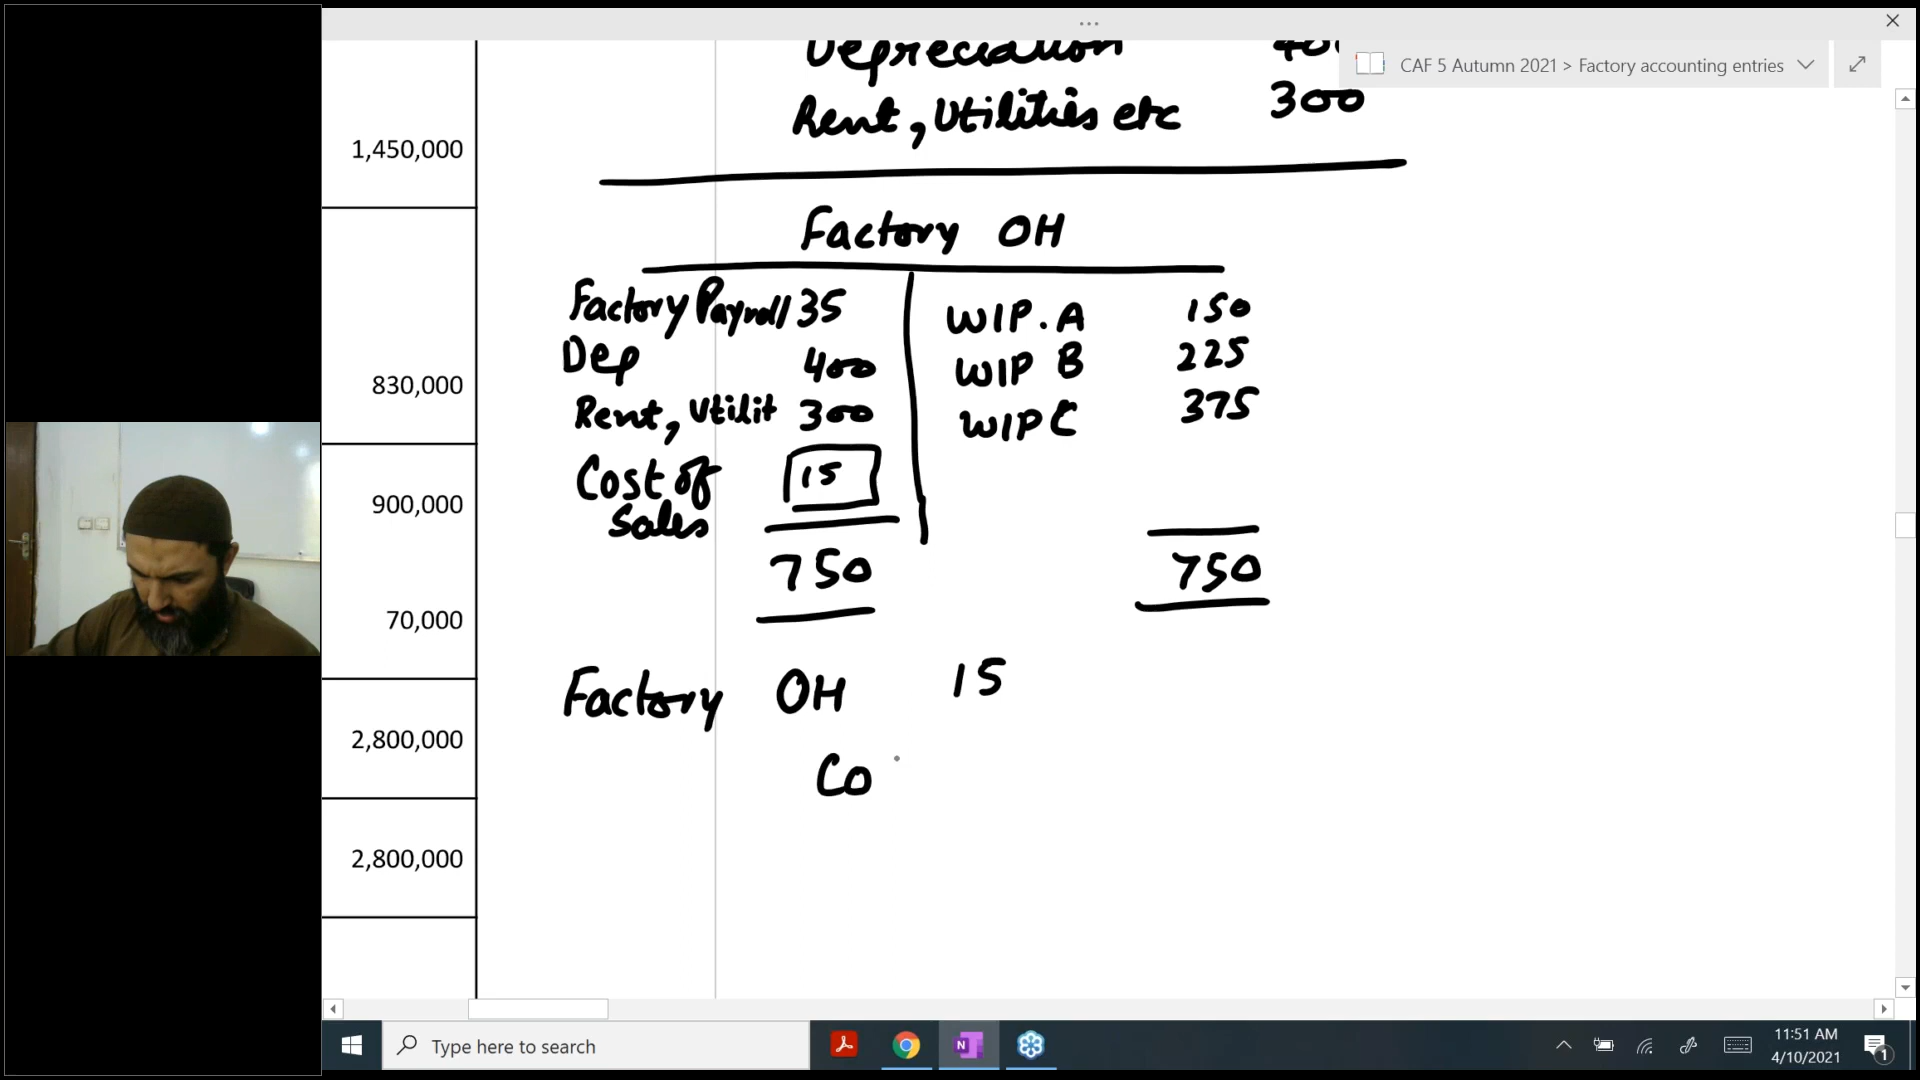 ...
Depreciation 400
CAF 5 Autumn 2021 > Factory accounting entries
Rent, Utilities etc 300
1,450,000
Factory OH
Factory Payroll 35 WIP. A 150
Dep 400 WIP B 225
830,000
Rent, Utilit 300 WIP C 375
Cost of 15
900,000
Sales
750 750
70,000
Factory OH 15
2,800,000
Co
2,800,000
Type here to search
N
11:51 AM
4/10/2021
1